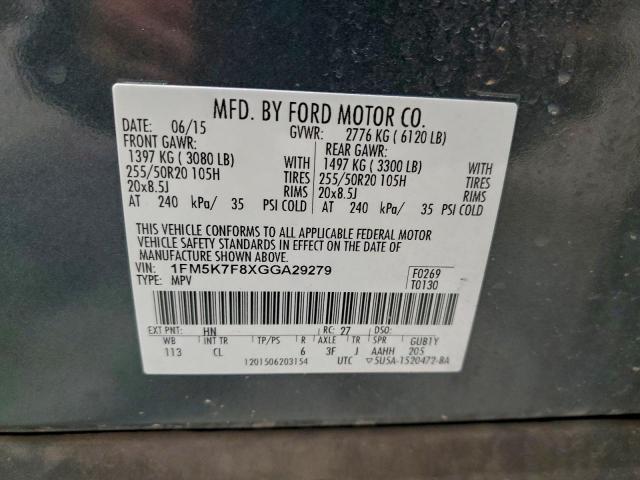 MFD. BY FORD MOTOR CO.
DATE: 06/15 GVWR: 2776 KG ( 6120 LB)
FRONT GAWR: REAR GAWR:
1397 KG ( 3080 LB) WITH 1497 KG ( 3300 LB) WITH
255/50R20 105H TIRES 255/50R20 105H TIRES
20x8.5J RIMS 20x8.5J RIMS
AT 240 kPa/ 35 PSI COLD AT 240 kPa/ 35 PSI COLD
THIS VEHICLE CONFORMS TO ALL APPLICABLE FEDERAL MOTOR
VEHICLE SAFETY STANDARDS IN EFFECT ON THE DATE OF
MANUFACTURE SHOWN ABOVE.
VIN: 1FM5K7F8XGGA29279 F0269
TYPE: MPV T0130
EXT PNT: HN RC: 27 DSO:
WB INT TR TP/PS R AXLE TR SPR GUB1Y
113 CL 6 3F J AAHH 205
1201506203154 UTC ▽5U5A-1520472-BA